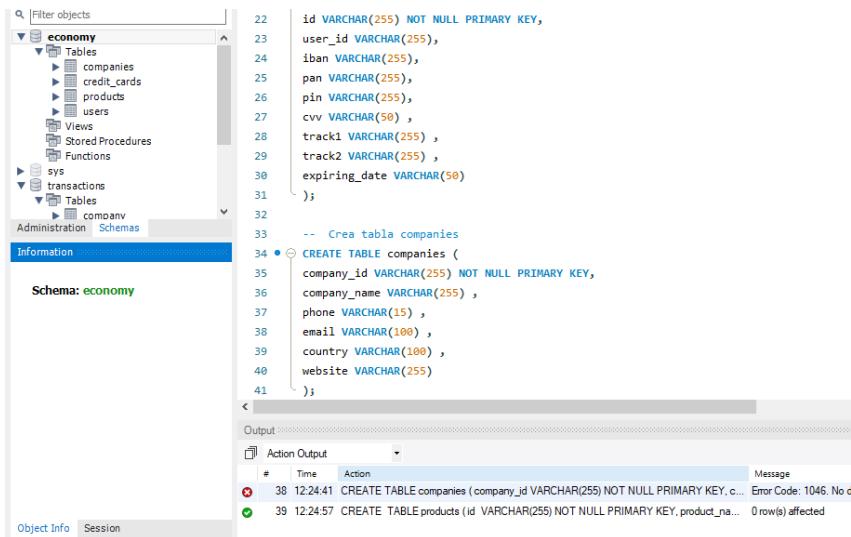 Filter objects
economy
Tables
companies
credit_cards
products
users
Views
Stored Procedures
Functions
sys
transactions
Tables
company
Administration Schemas
Information
Schema: economy
Object Info Session
22 id VARCHAR(255) NOT NULL PRIMARY KEY,
23 user_id VARCHAR(255),
24 iban VARCHAR(255),
25 pan VARCHAR(255),
26 pin VARCHAR(255),
27 cvv VARCHAR(50) ,
28 track1 VARCHAR(255) ,
29 track2 VARCHAR(255) ,
30 expiring_date VARCHAR(50)
31 );
32
33 -- Crea tabla companies
34 CREATE TABLE companies (
35 company_id VARCHAR(255) NOT NULL PRIMARY KEY,
36 company_name VARCHAR(255) ,
37 phone VARCHAR(15) ,
38 email VARCHAR(100) ,
39 country VARCHAR(100) ,
40 website VARCHAR(255)
41 );
Output
Action Output
# Time Action Message
38 12:24:41 CREATE TABLE companies ( company_id VARCHAR(255) NOT NULL PRIMARY KEY, c... Error Code: 1046. No d
39 12:24:57 CREATE TABLE products ( id VARCHAR(255) NOT NULL PRIMARY KEY, product_na... 0 row(s) affected